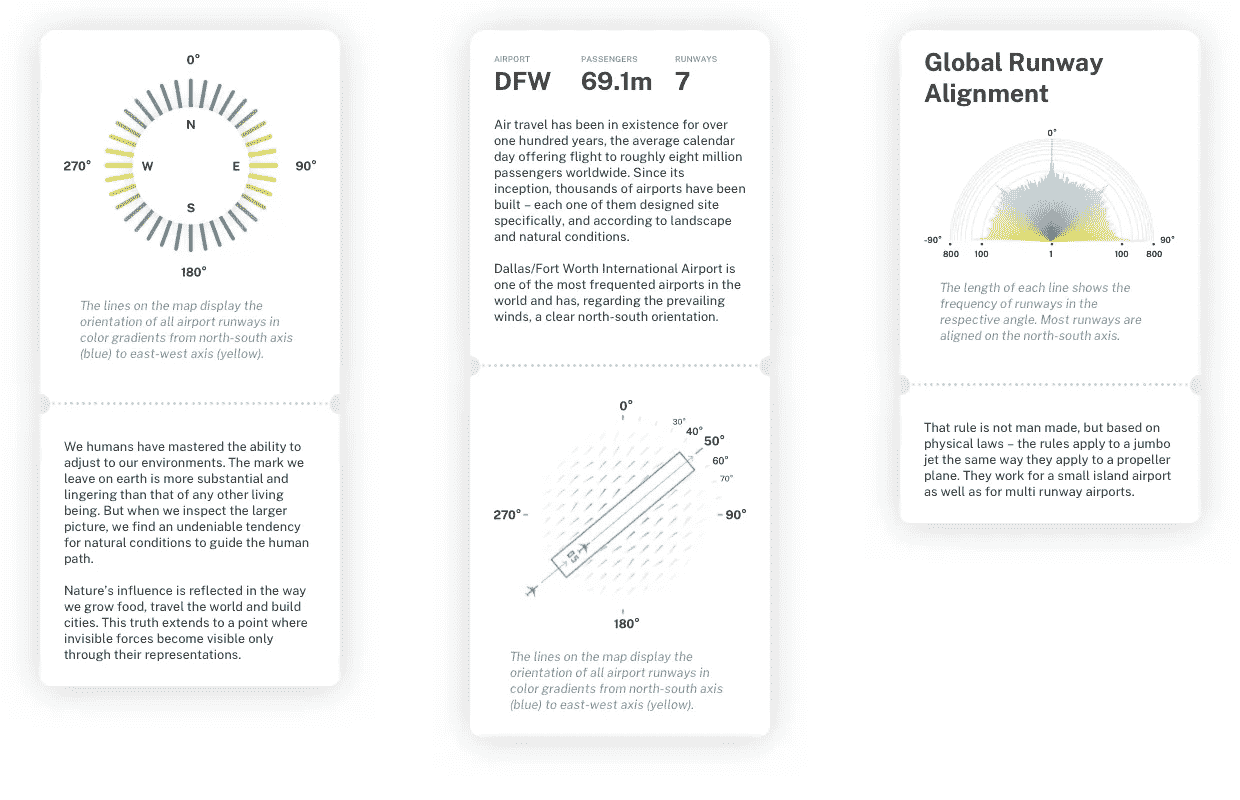 0°
N
270°
W
E
90°
S
180°
The lines on the map display the
orientation of all airport runways in
color gradients from north-south axis
(blue) to east-west axis (yellow).
We humans have mastered the ability to
adjust to our environments. The mark we
leave on earth is more substantial and
lingering than that of any other living
being. But when we inspect the larger
picture, we find an undeniable tendency
for natural conditions to guide the human
path.
Nature's influence is reflected in the way
we grow food, travel the world and build
cities. This truth extends to a point where
invisible forces become visible only
through their representations.
AIRPORT PASSENGERS RUNWAYS
DFW 69.1m 7
Air travel has been in existence for over
one hundred years, the average calendar
day offering flight to roughly eight million
passengers worldwide. Since its
inception, thousands of airports have been
built – each one of them designed site
specifically, and according to landscape
and natural conditions.
Dallas/Fort Worth International Airport is
one of the most frequented airports in the
world and has, regarding the prevailing
winds, a clear north-south orientation.
0°
30°
40°
50°
60°
70°
270°
90°
05
180°
The lines on the map display the
orientation of all airport runways in
color gradients from north-south axis
(blue) to east-west axis (yellow).
Global Runway
Alignment
0°
-90° 90°
800 100 1 100 800
The length of each line shows the
frequency of runways in the
respective angle. Most runways are
aligned on the north-south axis.
That rule is not man made, but based on
physical laws – the rules apply to a jumbo
jet the same way they apply to a propeller
plane. They work for a small island airport
as well as for multi runway airports.